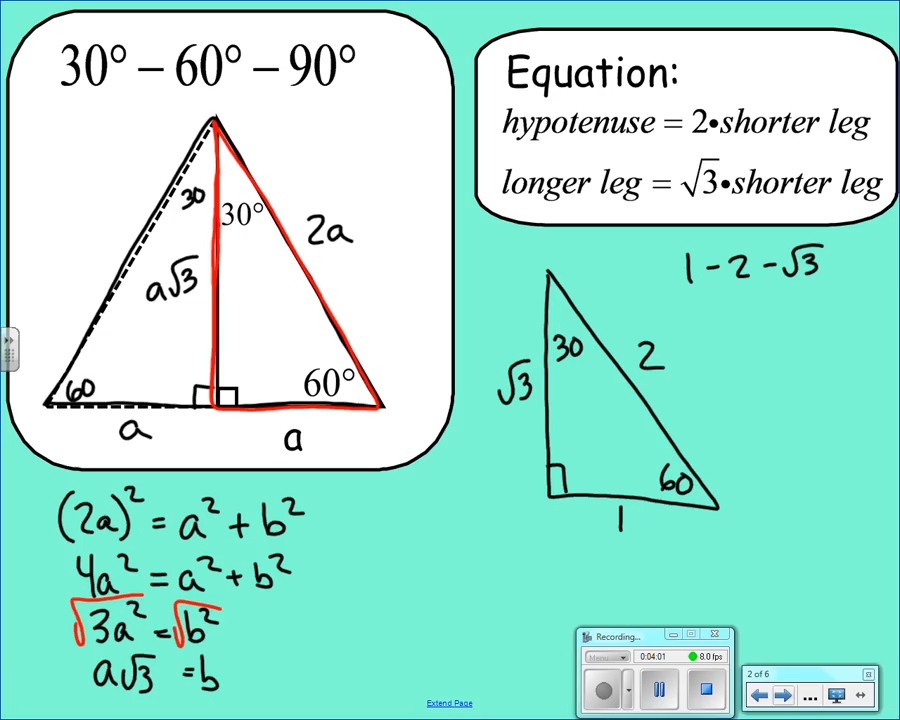 30° – 60° – 90°
30
30°
2a
a√3
60
60°
a
a
(2a)² = a² + b²
4a² = a² + b²
√3a² = √b²
a√3 = b
Equation:
hypotenuse = 2•shorter leg
longer leg = √3•shorter leg
1 – 2 – √3
30
2
√3
60
1
Recording...
Menu
0:04:01
8.0 fps
2 of 6
...
Extend Page